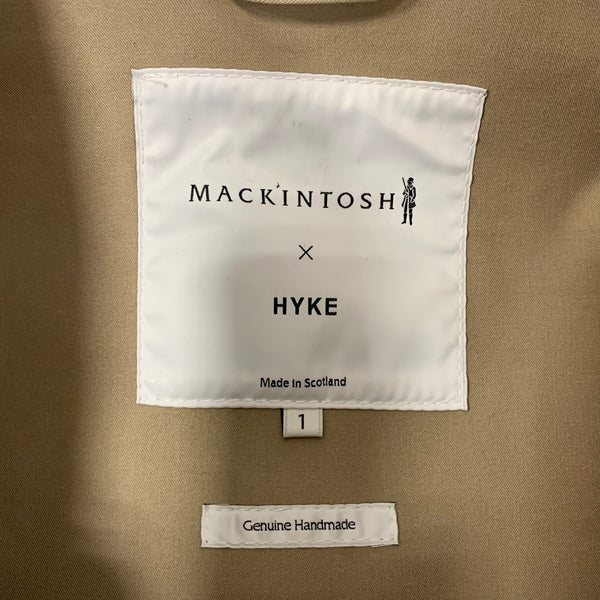 MACKINTOSH
×
HYKE
Made in Scotland
1
Genuine Handmade